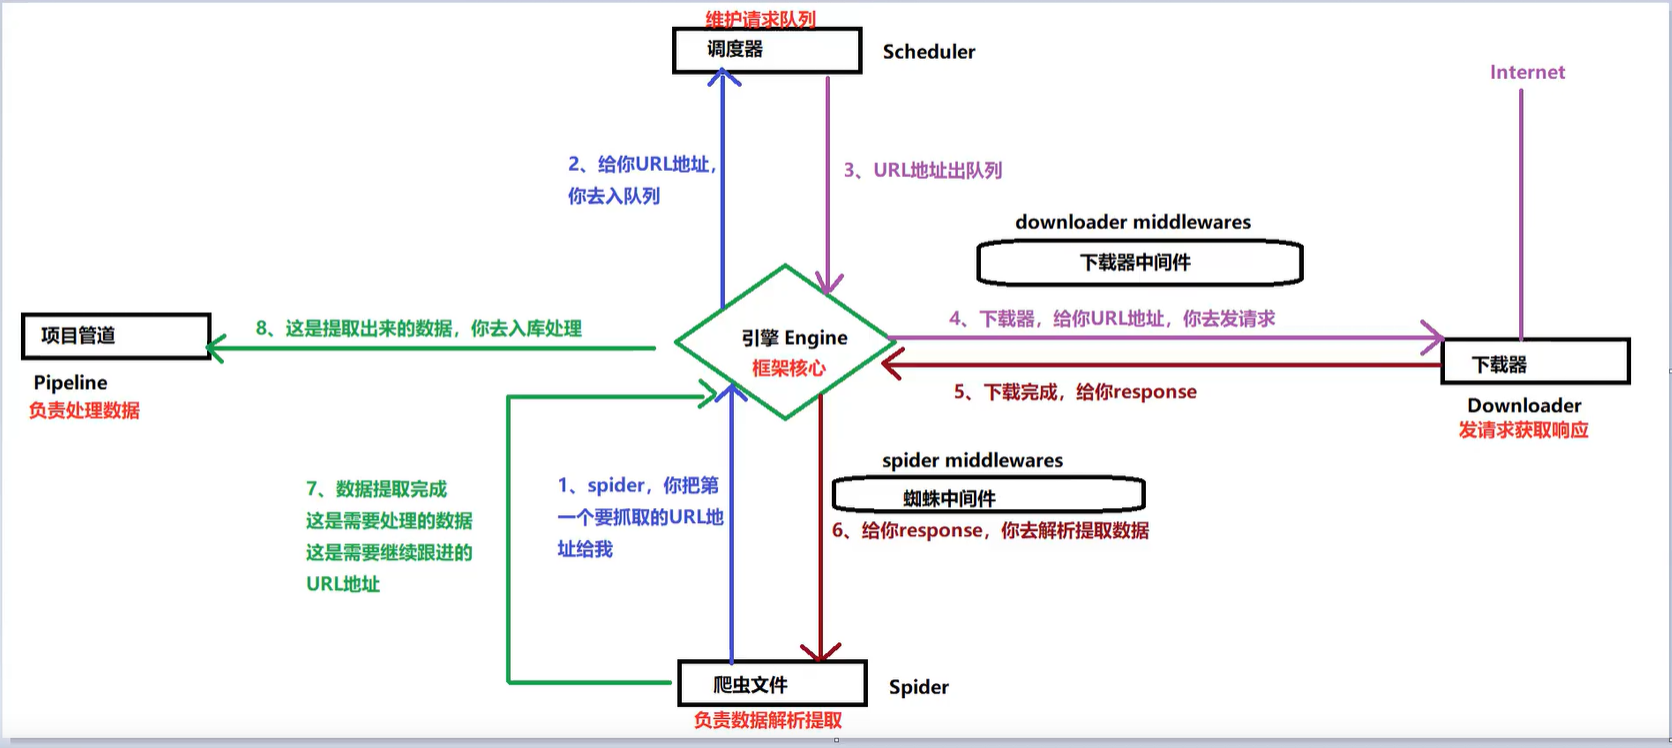 维护请求队列
调度器
Scheduler
Internet
2、给你URL地址，
你去入队列
3、URL地址出队列
downloader middlewares
下载器中间件
8、这是提取出来的数据，你去入库处理
4、下载器，给你URL地址，你去发请求
项目管道
Pipeline
负责处理数据
引擎 Engine
框架核心
下载器
Downloader
发请求获取响应
5、下载完成，给你response
spider middlewares
蜘蛛中间件
6、给你response，你去解析提取数据
7、数据提取完成
这是需要处理的数据
这是需要继续跟进的
URL地址
1、spider，你把第
一个要抓取的URL地
址给我
爬虫文件
Spider
负责数据解析提取